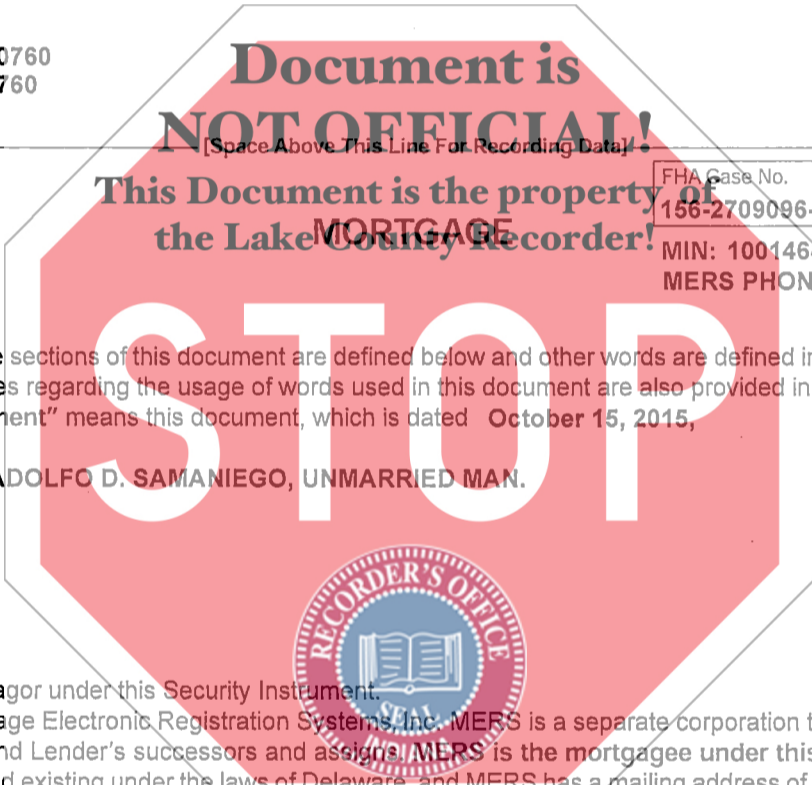 0760
760
Document is
NOT OFFICIAL!
[Space Above This Line For Recording Data]
This Document is the property of
the Lake County Recorder!
FHA Case No.
156-2709096-
MORTGAGE
MIN: 100146
MERS PHON
STOP
sections of this document are defined below and other words are defined in
s regarding the usage of words used in this document are also provided in
ent" means this document, which is dated October 15, 2015,
ADOLFO D. SAMANIEGO, UNMARRIED MAN.
RECORDER'S OFFICE
SEAL
agor under this Security Instrument.
age Electronic Registration Systems, Inc. MERS is a separate corporation t
nd Lender's successors and assigns. MERS is the mortgagee under this
d existing under the laws of Delaware, and MERS has a mailing address of